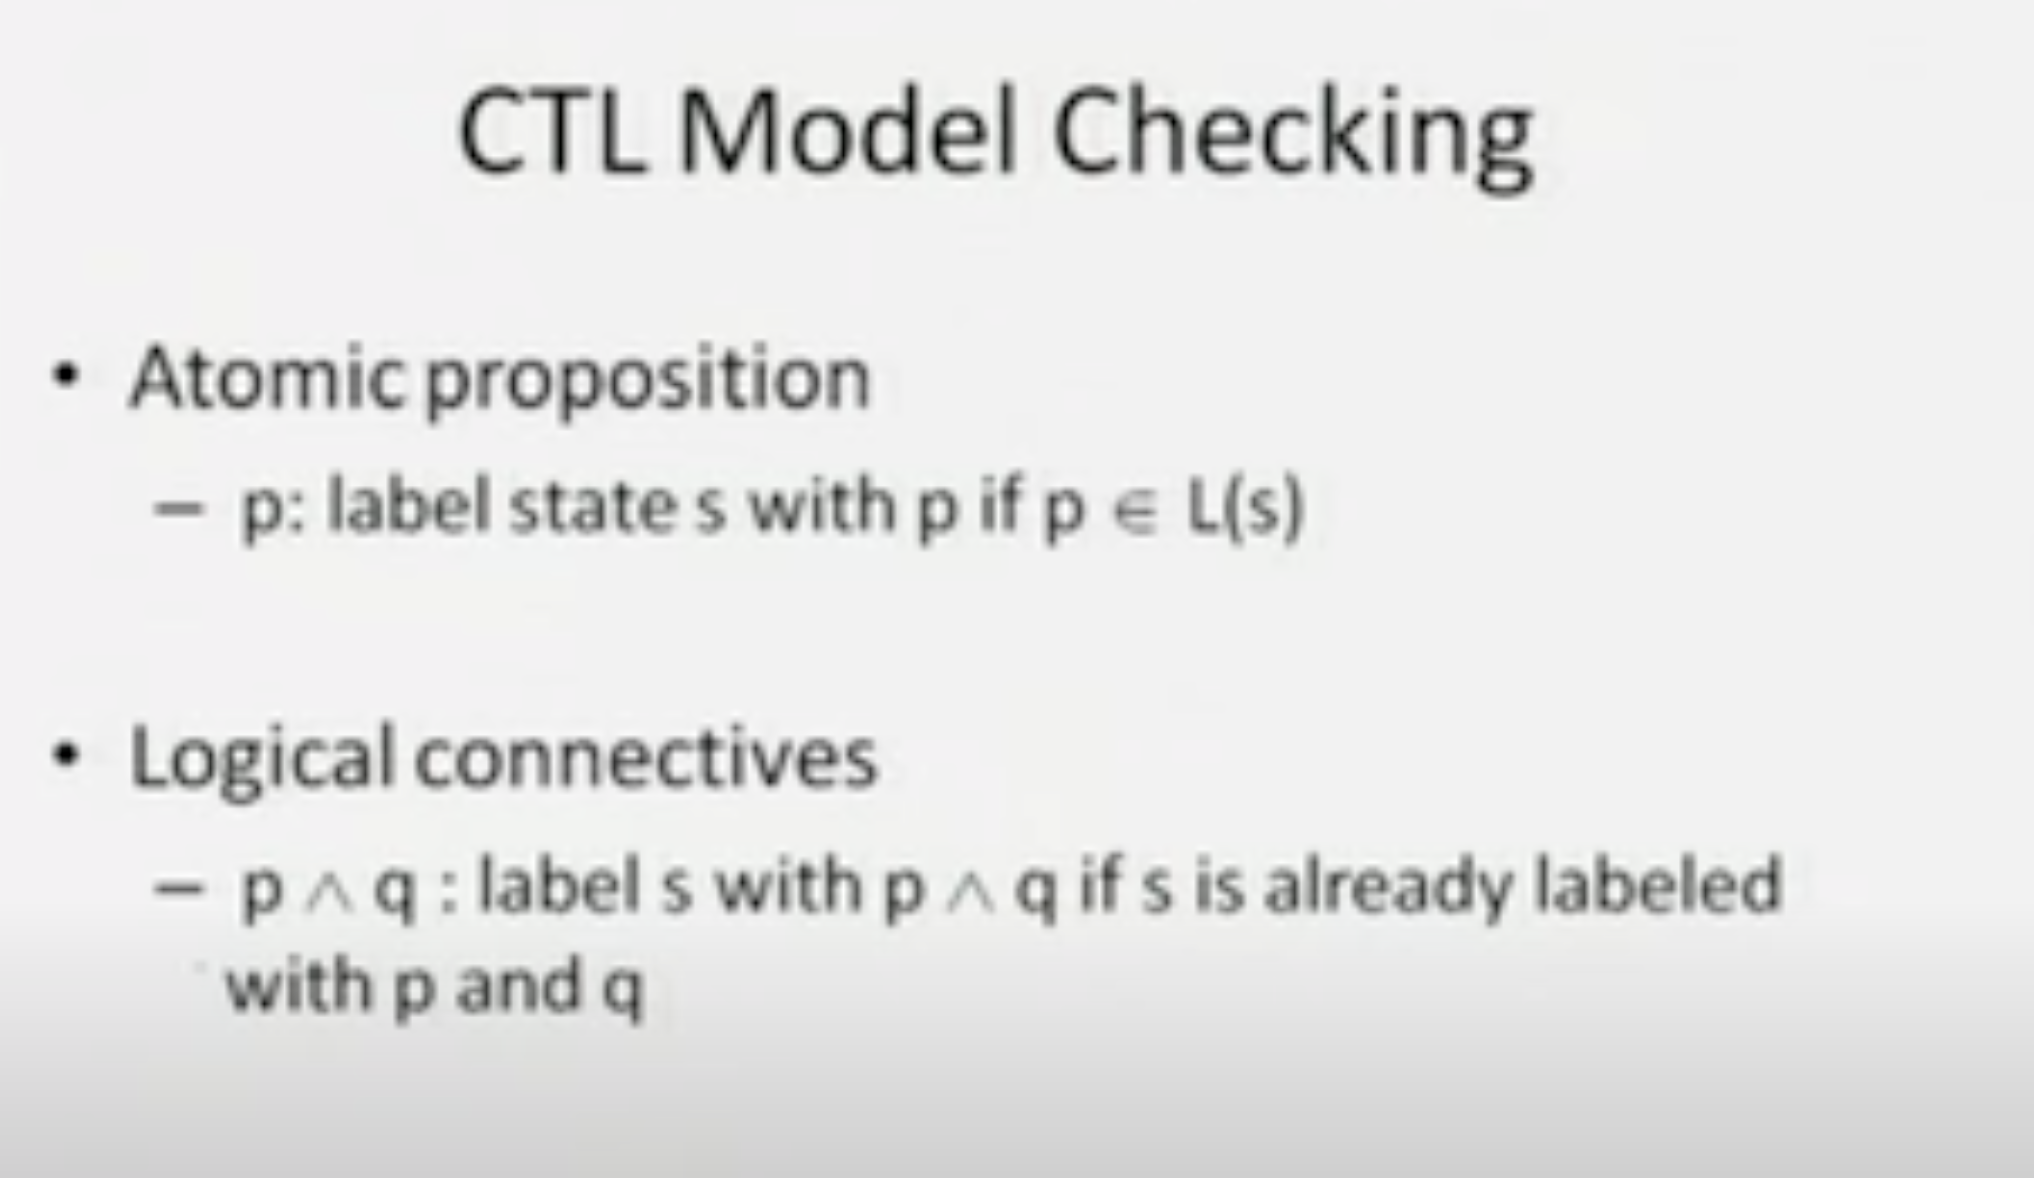 CTL Model Checking
• Atomic proposition
– p: label state s with p if p ∈ L(s)
• Logical connectives
– p ∧ q : label s with p ∧ q if s is already labeled
with p and q